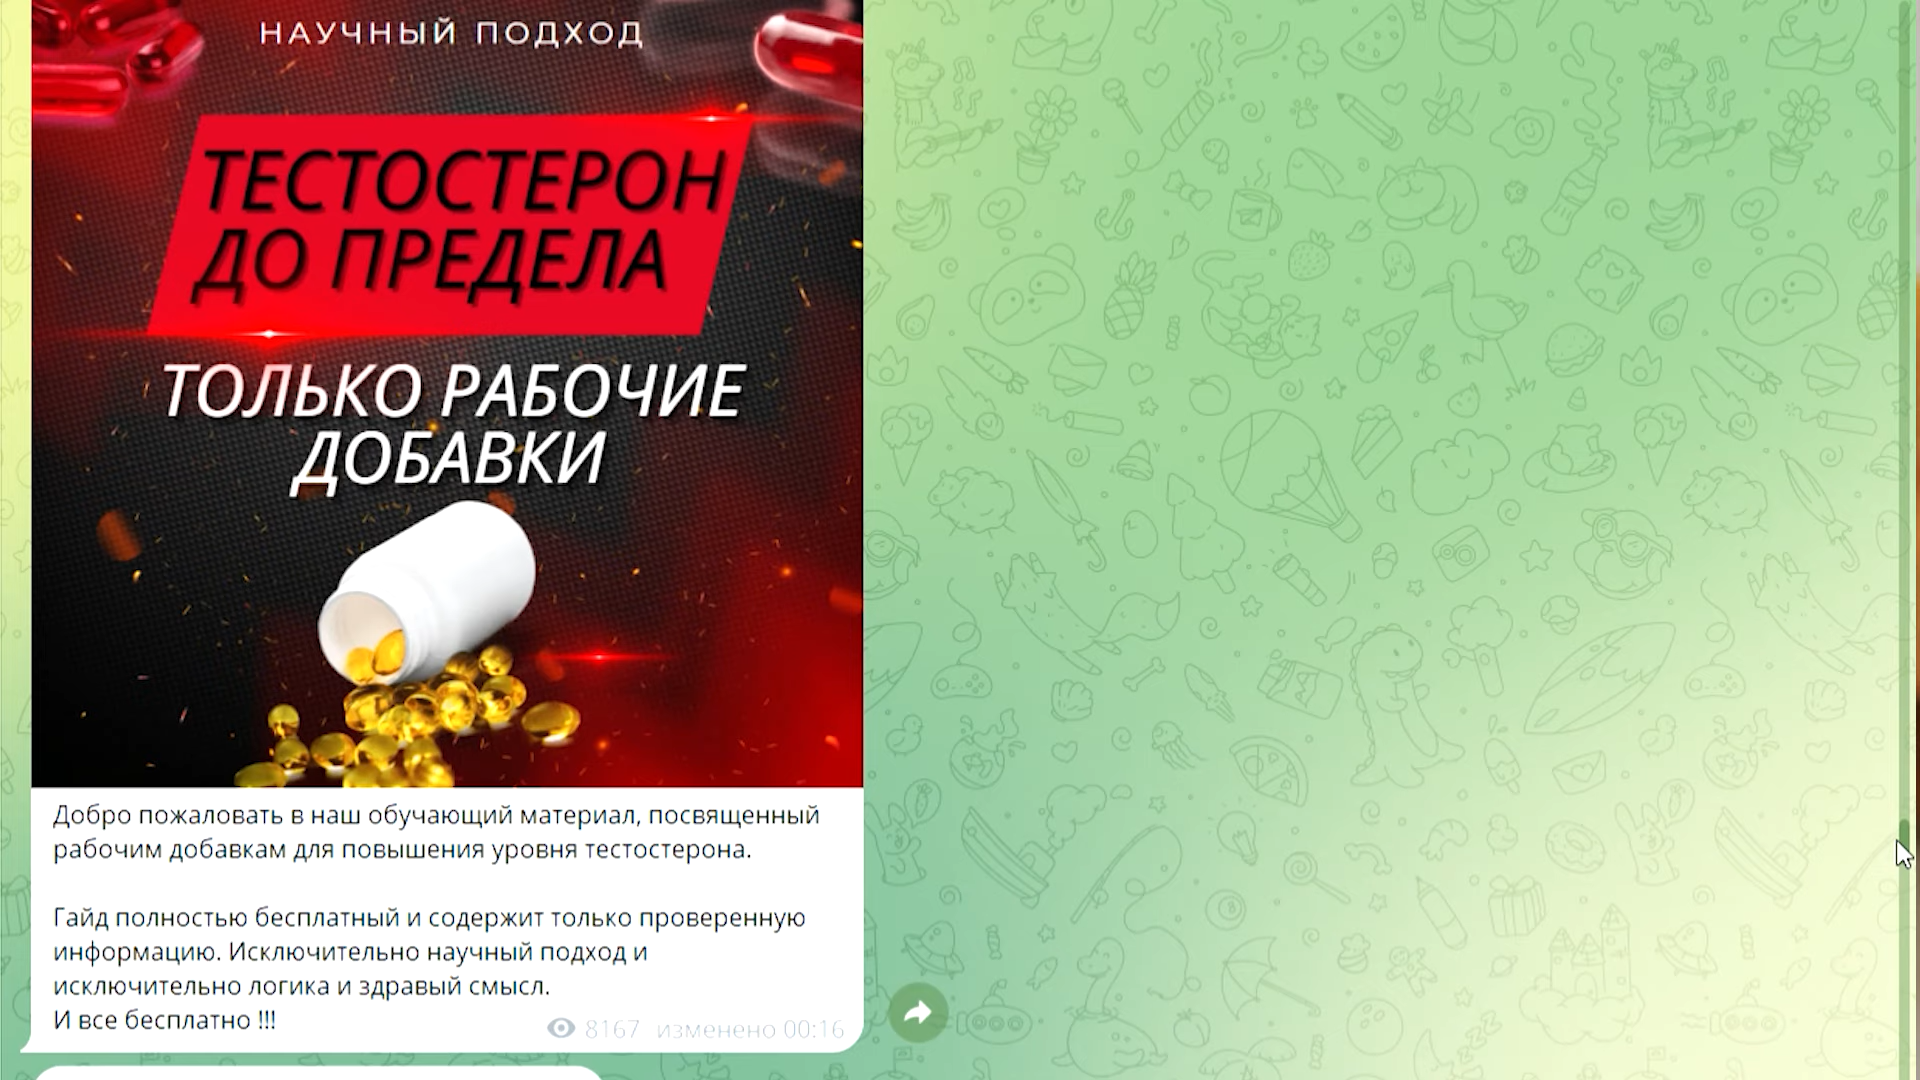 НАУЧНЫЙ ПОДХОД
ТЕСТОСТЕРОН
ДО ПРЕДЕЛА
ТОЛЬКО РАБОЧИЕ
ДОБАВКИ
Добро пожаловать в наш обучающий материал, посвященный
рабочим добавкам для повышения уровня тестостерона.
Гайд полностью бесплатный и содержит только проверенную
информацию. Исключительно научный подход и
исключительно логика и здравый смысл.
И все бесплатно !!!
8167 изменено 00:16